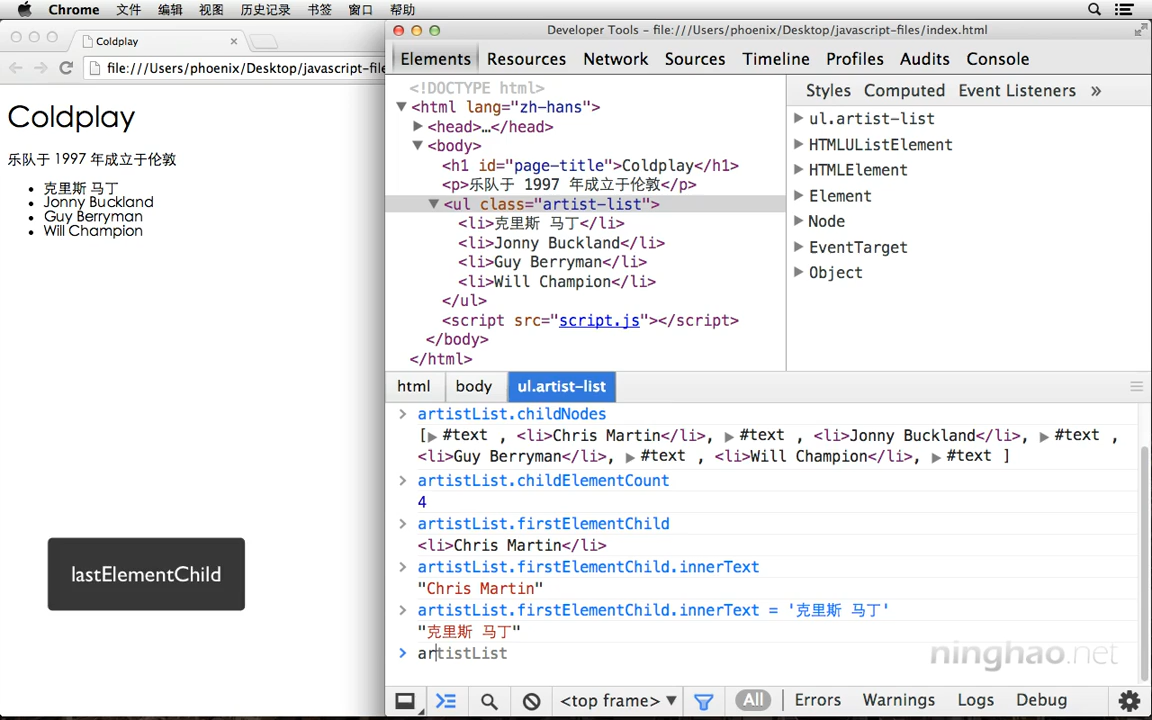 Chrome 文件 编辑 视图 历史记录 书签 窗口 帮助
Coldplay
file:///Users/phoenix/Desktop/javascript-file
Coldplay
乐队于 1997 年成立于伦敦
克里斯 马丁
Jonny Buckland
Guy Berryman
Will Champion
lastElementChild
Developer Tools - file:///Users/phoenix/Desktop/javascript-files/index.html
Elements Resources Network Sources Timeline Profiles Audits Console
<!DOCTYPE html>
<html lang="zh-hans">
<head>…</head>
<body>
<h1 id="page-title">Coldplay</h1>
<p>乐队于 1997 年成立于伦敦</p>
<ul class="artist-list">
<li>克里斯 马丁</li>
<li>Jonny Buckland</li>
<li>Guy Berryman</li>
<li>Will Champion</li>
</ul>
<script src="script.js"></script>
</body>
</html>
Styles Computed Event Listeners »
ul.artist-list
HTMLUListElement
HTMLElement
Element
Node
EventTarget
Object
html body ul.artist-list
> artistList.childNodes
[▶ #text , <li>Chris Martin</li>, ▶ #text , <li>Jonny Buckland</li>, ▶ #text ,
<li>Guy Berryman</li>, ▶ #text , <li>Will Champion</li>, ▶ #text ]
> artistList.childElementCount
4
> artistList.firstElementChild
<li>Chris Martin</li>
> artistList.firstElementChild.innerText
"Chris Martin"
> artistList.firstElementChild.innerText = '克里斯 马丁'
"克里斯 马丁"
> artistList
ninghao.net
<top frame> ▼ All Errors Warnings Logs Debug